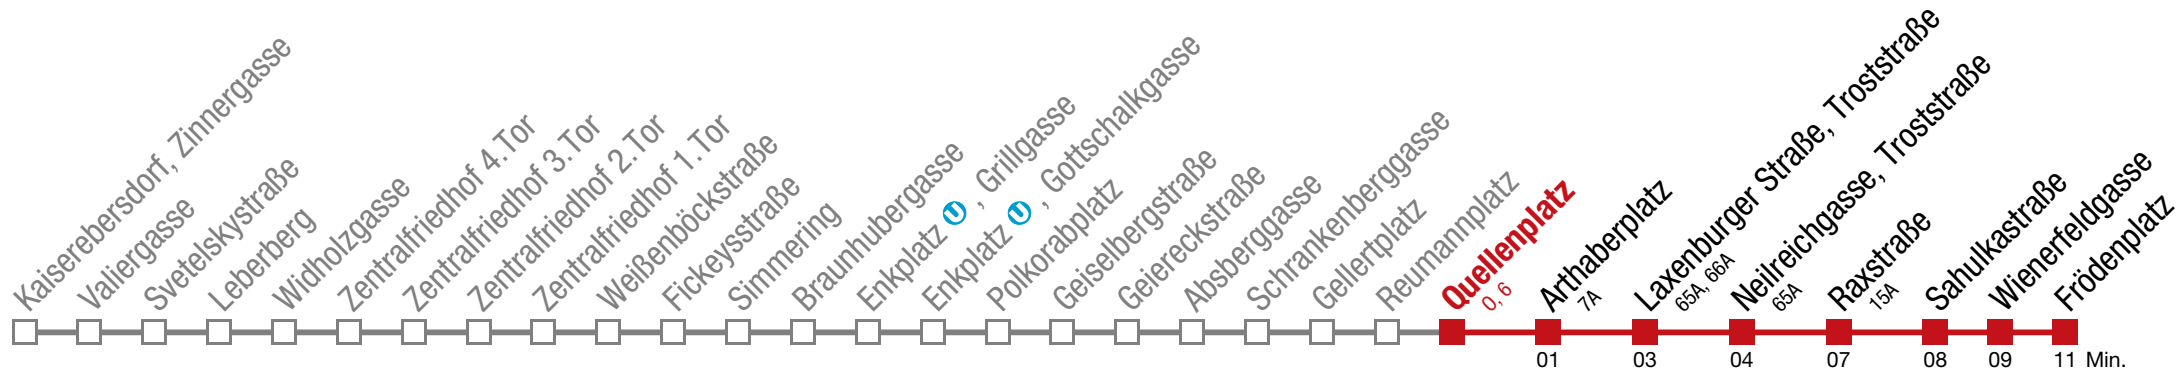 Kaiserebersdorf, Zinnergasse
Valiergasse
Svetelskystraße
Leberberg
Widholzgasse
Zentralfriedhof 4.Tor
Zentralfriedhof 3.Tor
Zentralfriedhof 2.Tor
Zentralfriedhof 1.Tor
Weißenböckstraße
Fickeysstraße
Simmering
Braunhubergasse
Enkplatz U, Grillgasse
Enkplatz U, Gottschalkgasse
Polkorabplatz
Geiselbergstraße
Geiereckstraße
Absberggasse
Schrankenberggasse
Gellertplatz
Reumannplatz
Quellenplatz
0, 6
Arthaberplatz
7A
Laxenburger Straße, Troststraße
65A, 66A
Neilreichgasse, Troststraße
65A
Raxstraße
15A
Sahulkastraße
Wienerfeldgasse
Frödenplatz
01 03 04 07 08 09 11 Min.